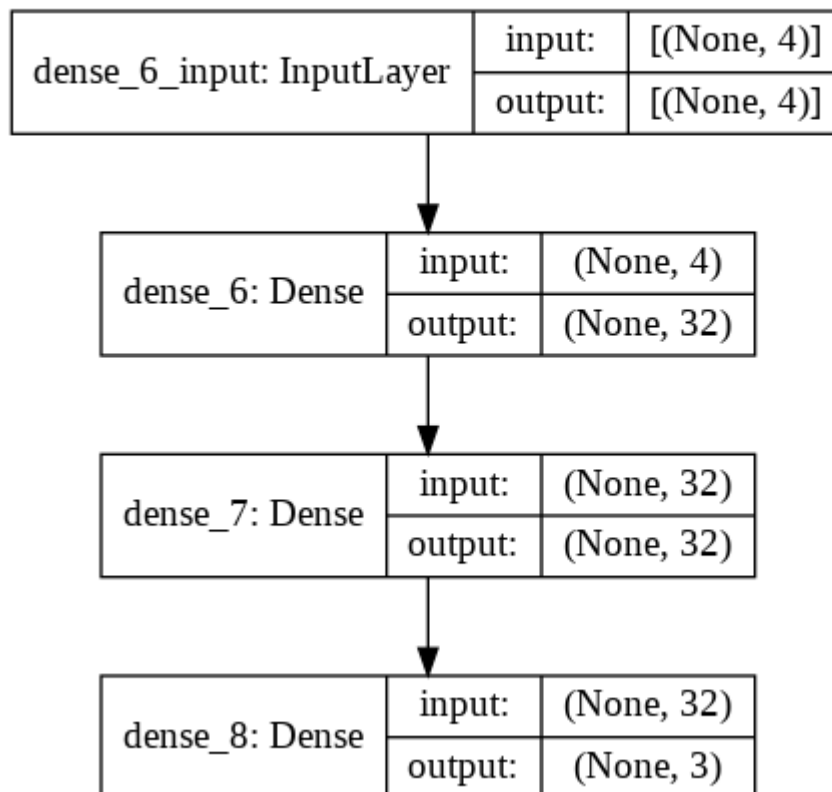 dense_6_input: InputLayer
input: [(None, 4)]
output: [(None, 4)]
dense_6: Dense
input: (None, 4)
output: (None, 32)
dense_7: Dense
input: (None, 32)
output: (None, 32)
dense_8: Dense
input: (None, 32)
output: (None, 3)